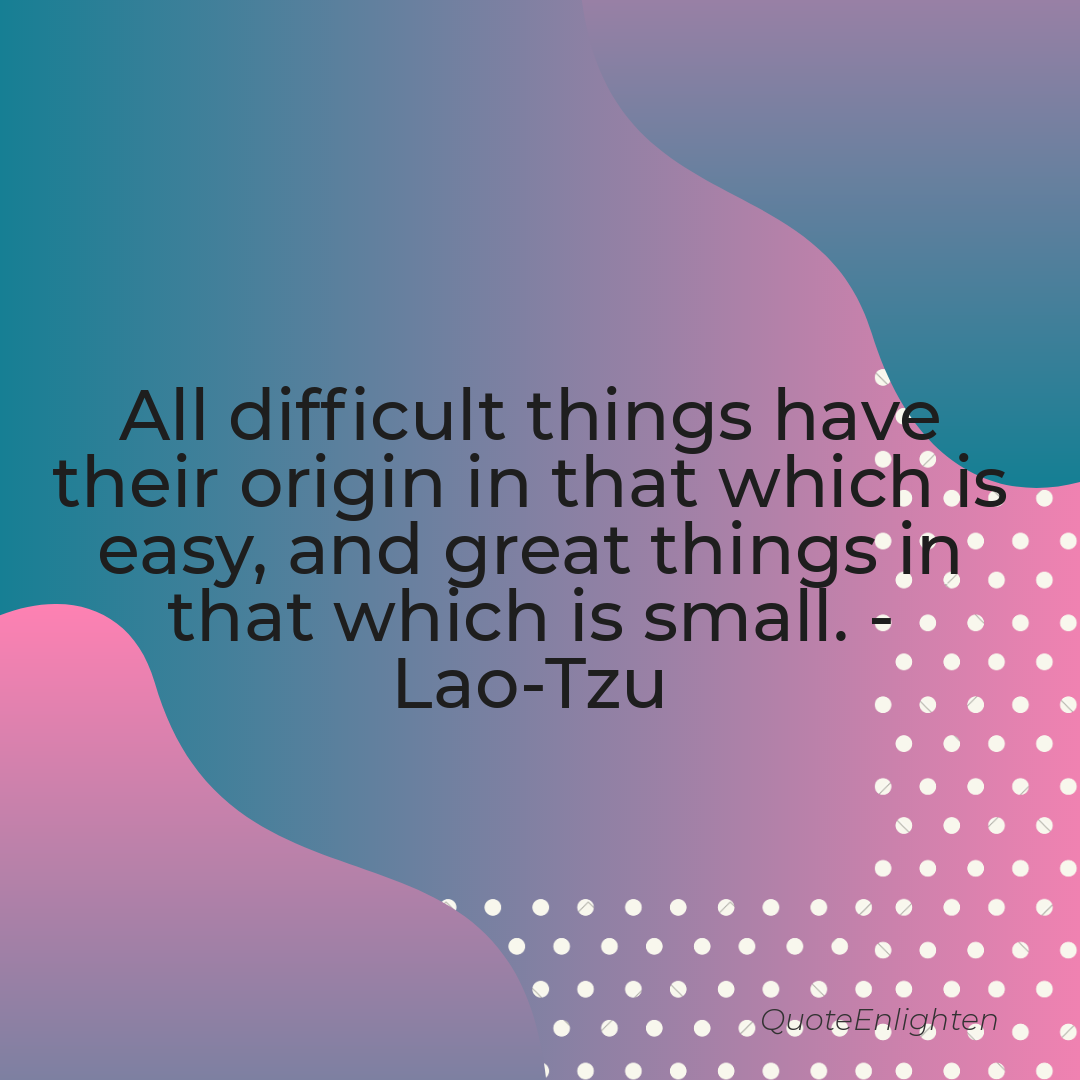 All difficult things have
their origin in that which is
easy, and great things in
that which is small. -
Lao-Tzu
QuoteEnlighten